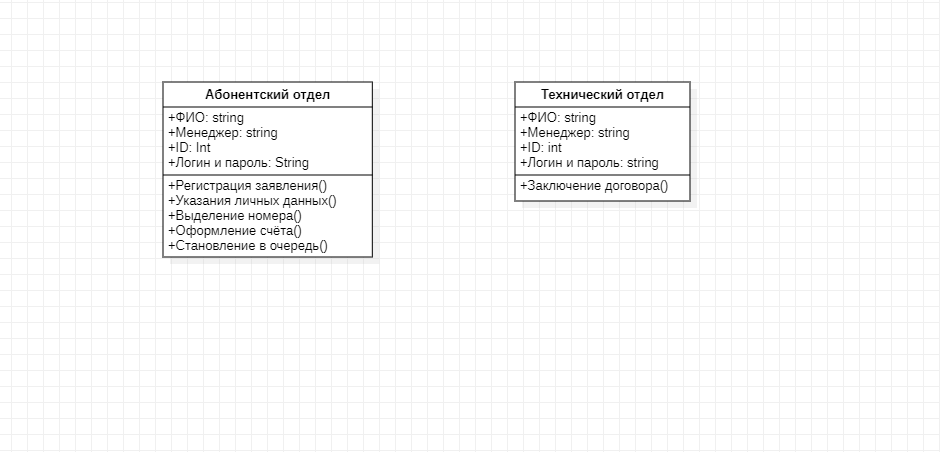 Абонентский отдел
+ФИО: string
+Менеджер: string
+ID: Int
+Логин и пароль: String
+Регистрация заявления()
+Указания личных данных()
+Выделение номера()
+Оформление счёта()
+Становление в очередь()
Технический отдел
+ФИО: string
+Менеджер: string
+ID: int
+Логин и пароль: string
+Заключение договора()